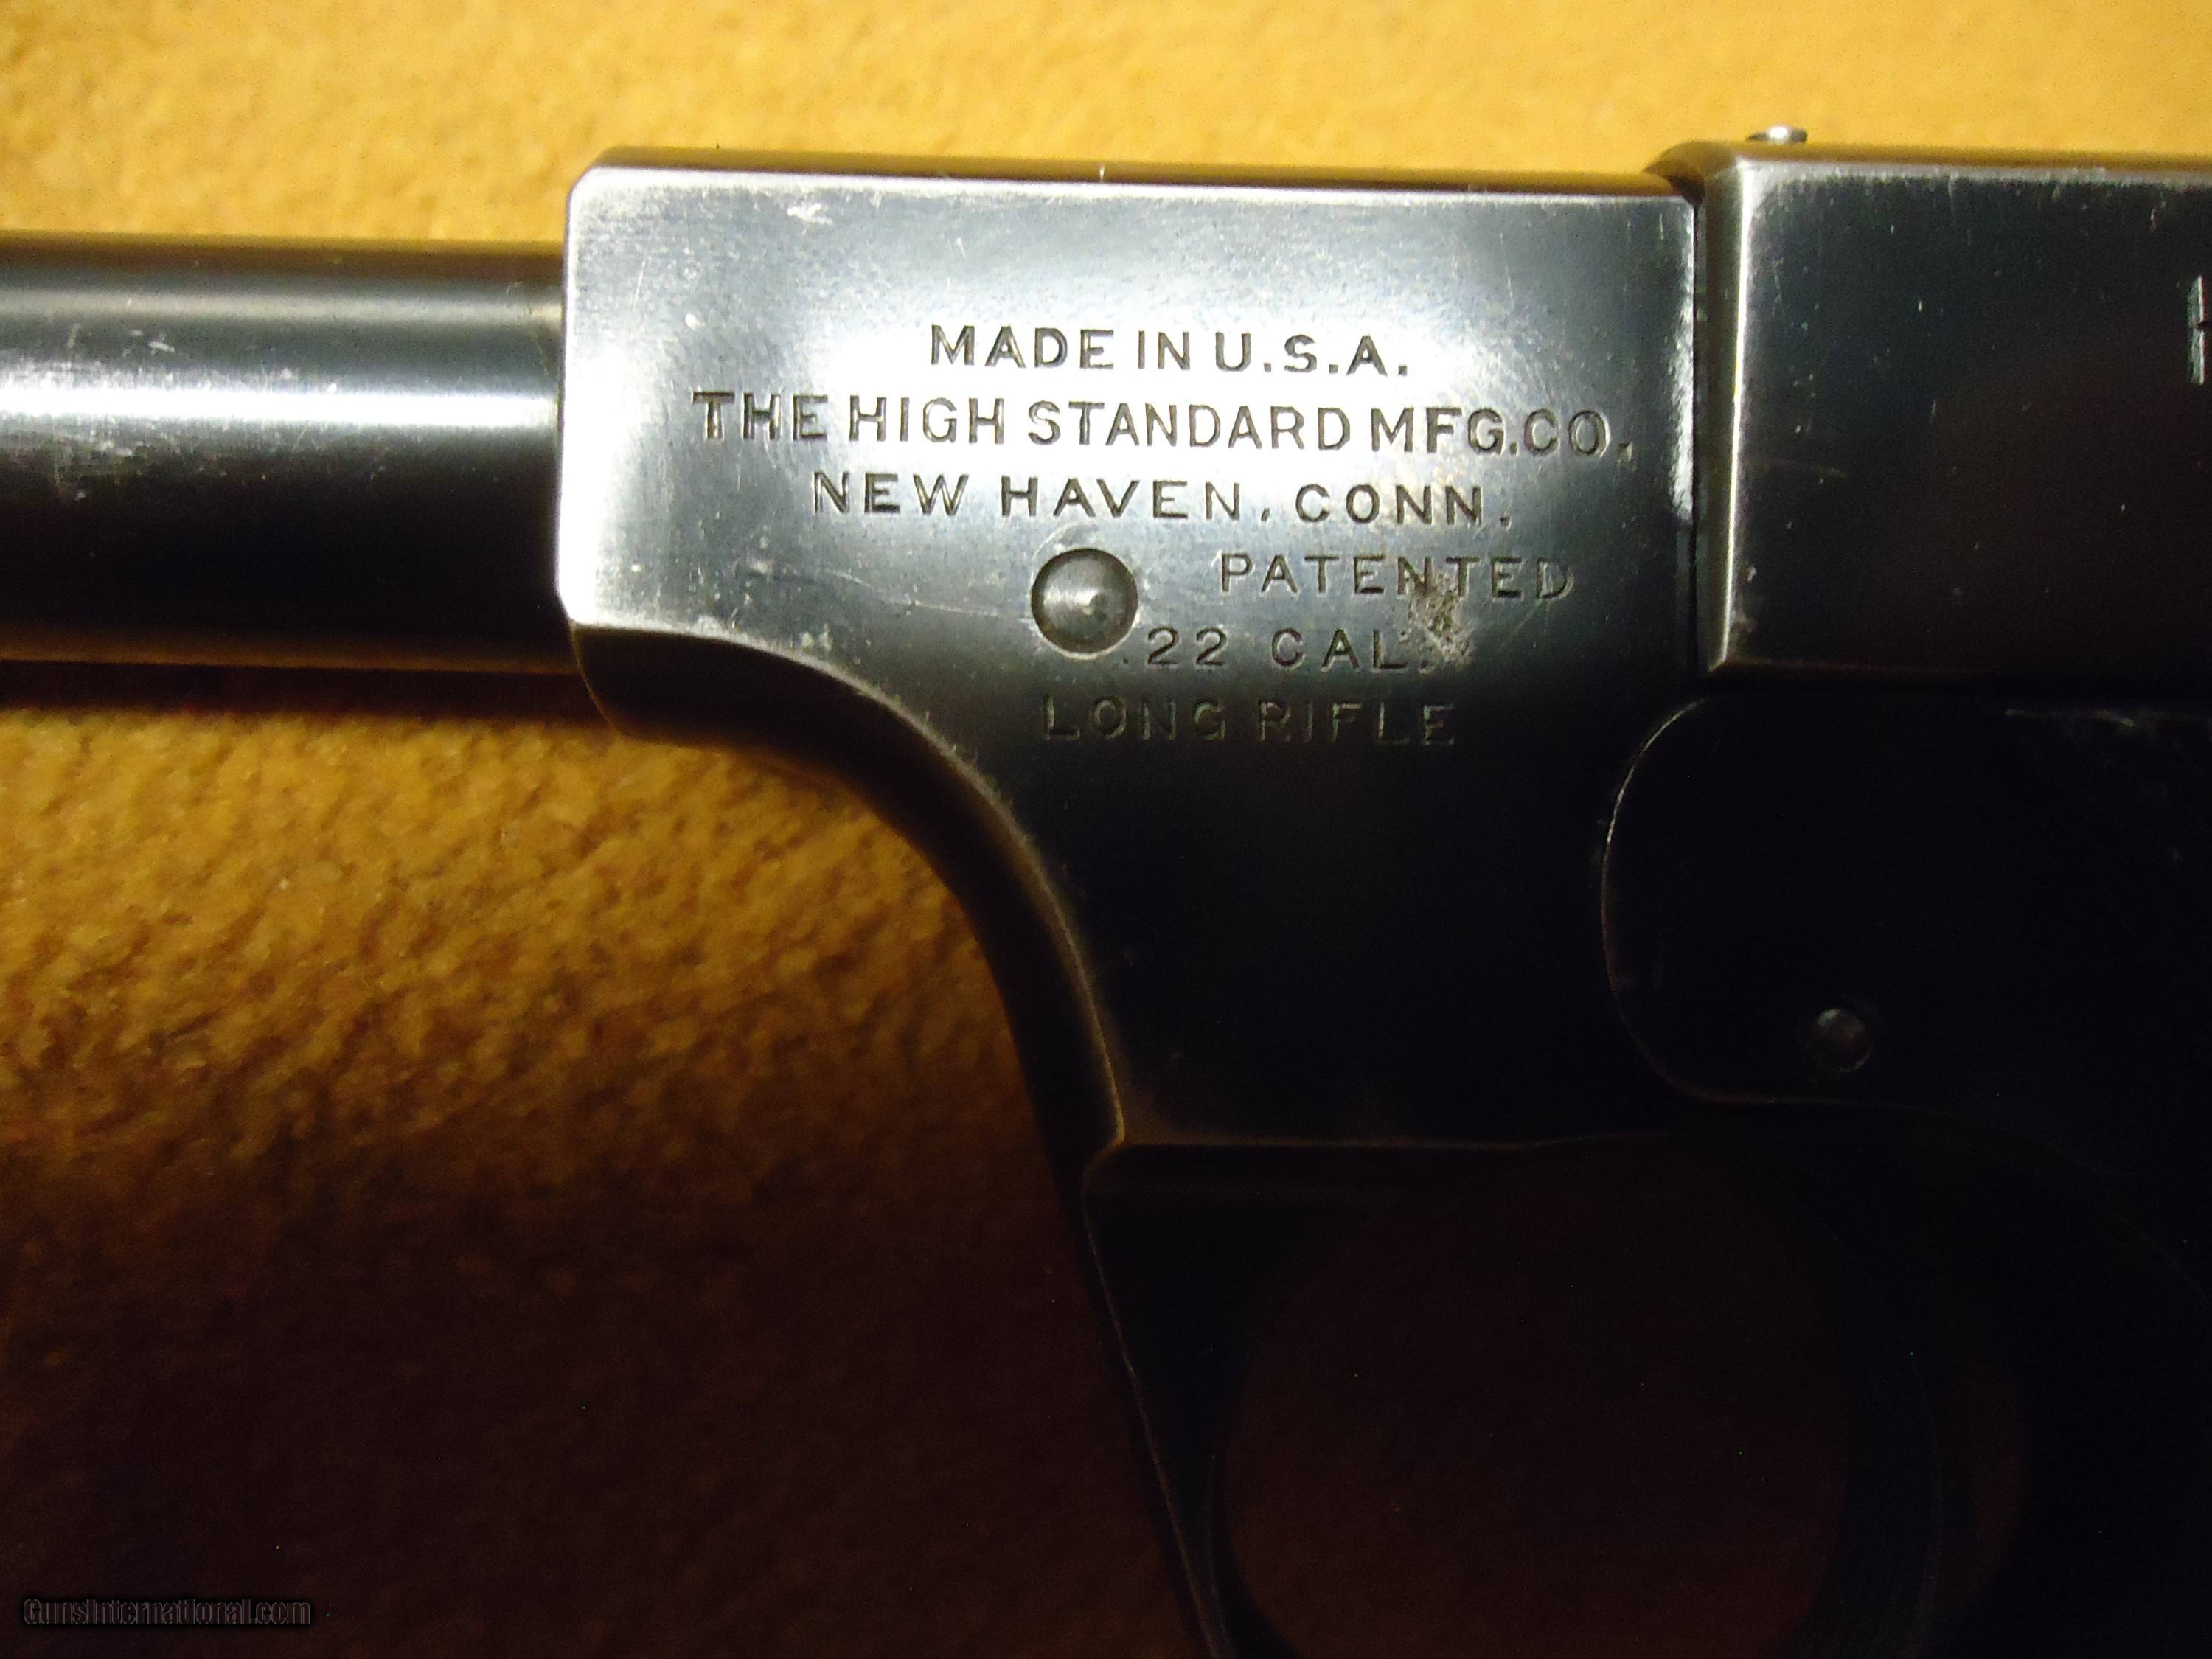 MADE IN U.S.A.
THE HIGH STANDARD MFG.CO.
NEW HAVEN, CONN.
PATENTED
.22 CAL.
LONG RIFLE
GunsInternational.com